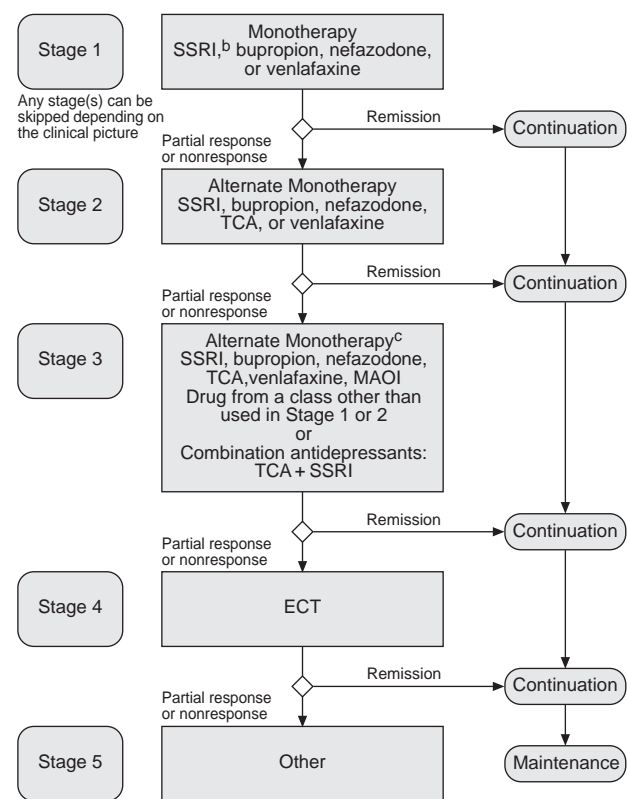 Stage 1
Monotherapy
SSRI,b bupropion, nefazodone,
or venlafaxine
Any stage(s) can be
skipped depending on
the clinical picture
Remission
Continuation
Partial response
or nonresponse
Stage 2
Alternate Monotherapy
SSRI, bupropion, nefazodone,
TCA, or venlafaxine
Remission
Continuation
Partial response
or nonresponse
Stage 3
Alternate Monotherapyc
SSRI, bupropion, nefazodone,
TCA,venlafaxine, MAOI
Drug from a class other than
used in Stage 1 or 2
or
Combination antidepressants:
TCA + SSRI
Remission
Continuation
Partial response
or nonresponse
Stage 4
ECT
Remission
Continuation
Partial response
or nonresponse
Stage 5
Other
Maintenance